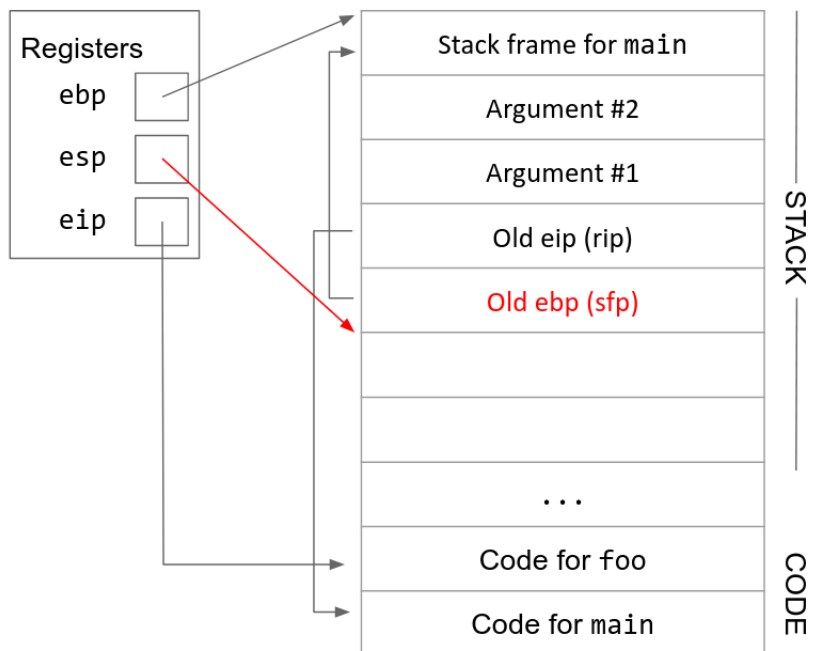 Registers
ebp
esp
eip
Stack frame for main
Argument #2
Argument #1
Old eip (rip)
Old ebp (sfp)
...
Code for foo
Code for main
STACK
CODE